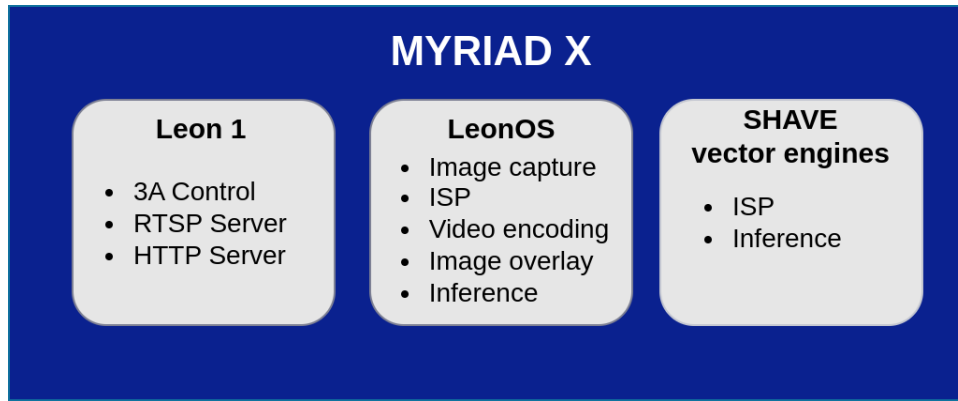 MYRIAD X
Leon 1
• 3A Control
• RTSP Server
• HTTP Server
LeonOS
• Image capture
• ISP
• Video encoding
• Image overlay
• Inference
SHAVE
vector engines
• ISP
• Inference